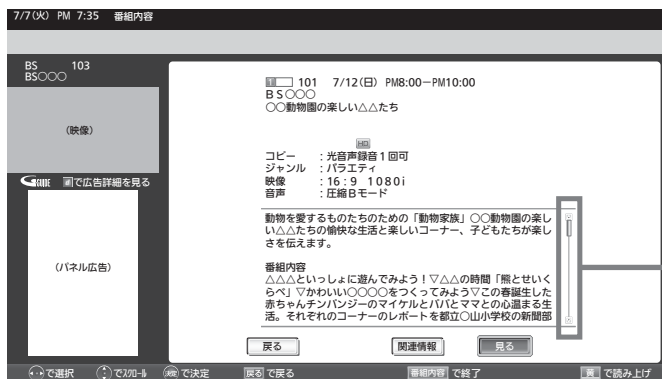 7/7(火) PM 7:35 番組内容
BS 103
BS○○○
(映像)
GUIDE 画で広告詳細を見る
(パネル広告)
1 101 7/12(日) PM8:00－PM10:00
BS○○○
○○動物園の楽しい△△たち
HD
コピー :光音声録音1回可
ジャンル :バラエティ
映像 :16:9 1080i
音声 :圧縮Bモード
動物を愛するものたちのための「動物家族」○○動物園の楽し
い△△たちの愉快な生活と楽しいコーナー、子どもたちが楽し
さを伝えます。
番組内容
△△△といっしょに遊んでみよう！▽△△の時間「熊とせいく
らべ」▽かわいい○○○○をつくってみよう▽この春誕生した
赤ちゃんチンパンジーのマイケルとパパとママとの心温まる生
活。それぞれのコーナーのレポートを都立○山小学校の新聞部
戻る 関連情報 見る
で選択 でスクロール 決定 で決定 戻る で戻る 番組内容 で終了 黄 で読み上げ